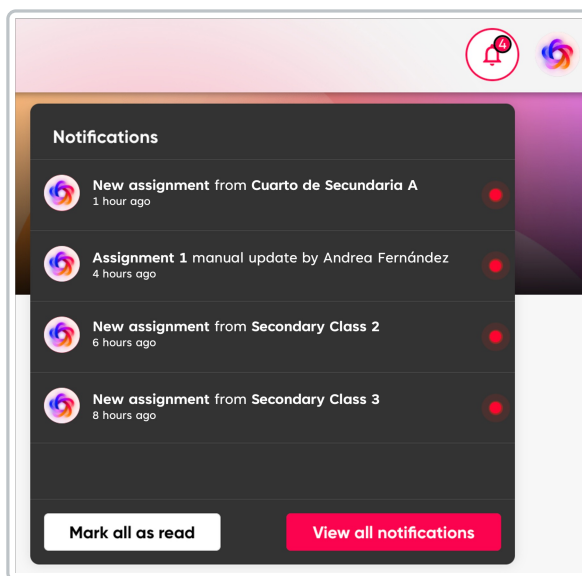 4
Notifications
New assignment from Cuarto de Secundaria A
1 hour ago
Assignment 1 manual update by Andrea Fernández
4 hours ago
New assignment from Secondary Class 2
6 hours ago
New assignment from Secondary Class 3
8 hours ago
Mark all as read
View all notifications